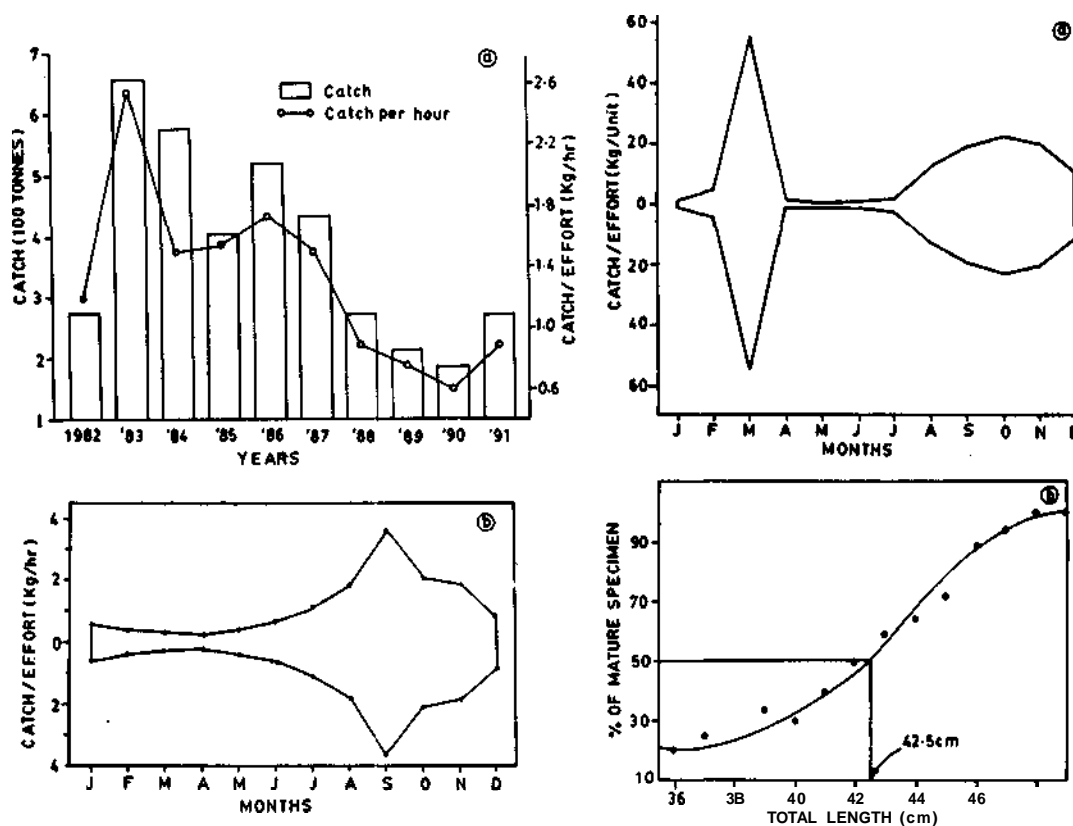 ⓐ
Catch
Catch per hour
CATCH (100 TONNES)
7
6
5
4
3
2
1
2·6
2·2
1·8
1·4
1·0
0·6
CATCH/ EFFORT (Kg/hr)
1982 '83 '84 '85 '86 '87 '88 '89 '90 '91
YEARS
ⓐ
CATCH/EFFORT (Kg/Unit)
60
40
20
0
20
40
60
J F M A M J J A S O N D
MONTHS
ⓑ
CATCH/EFFORT (Kg/hr)
4
2
0
2
4
J F M A M J J A S O N D
MONTHS
ⓑ
% OF MATURE SPECIMEN
90
70
50
30
10
42·5cm
36 38 40 42 44 46
TOTAL LENGTH (cm)